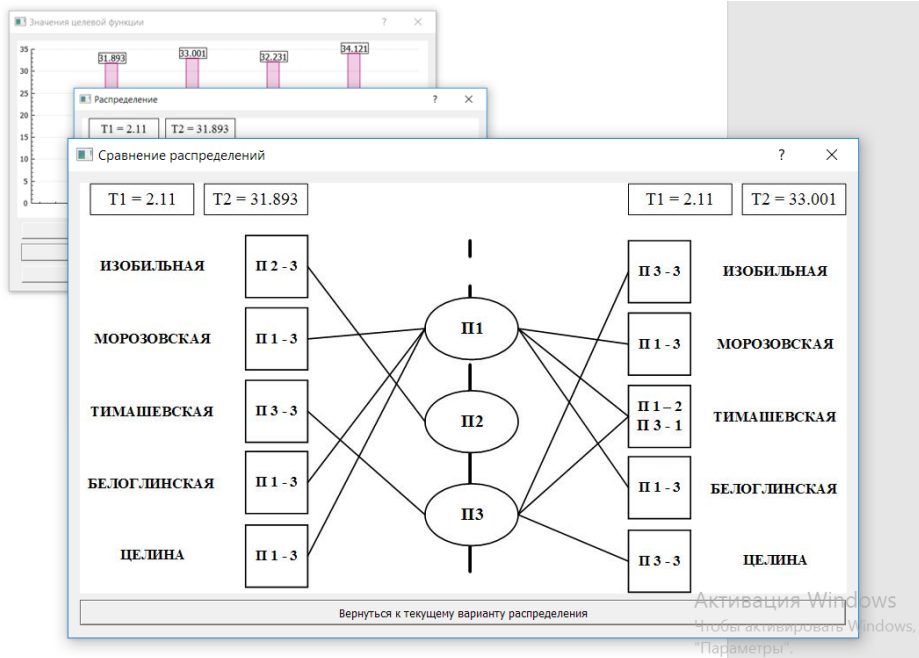 Значения целевой функции
35
30
25
20
15
10
5
0
31.893
33.001
32.231
34.121
Распределение
T1 = 2.11
T2 = 31.893
Сравнение распределений
T1 = 2.11
T2 = 31.893
T1 = 2.11
T2 = 33.001
ИЗОБИЛЬНАЯ
П 2 - 3
П 3 - 3
ИЗОБИЛЬНАЯ
МОРОЗОВСКАЯ
П 1 - 3
П1
П 1 - 3
МОРОЗОВСКАЯ
ТИМАШЕВСКАЯ
П 3 - 3
П2
П 1 – 2
П 3 - 1
ТИМАШЕВСКАЯ
БЕЛОГЛИНСКАЯ
П 1 - 3
П3
П 1 - 3
БЕЛОГЛИНСКАЯ
ЦЕЛИНА
П 1 - 3
П 3 - 3
ЦЕЛИНА
Вернуться к текущему варианту распределения
Активация Windows
Чтобы активировать Windows,
"Параметры".